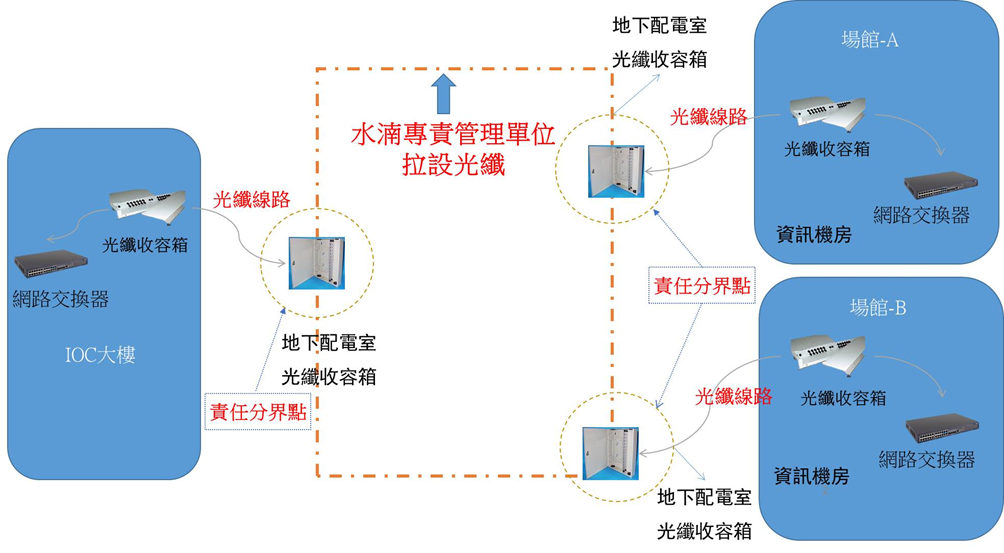 地下配電室
光纖收容箱
場館-A
光纖線路
光纖收容箱
網路交換器
資訊機房
水湳專責管理單位
拉設光纖
光纖線路
光纖收容箱
網路交換器
IOC大樓
地下配電室
光纖收容箱
責任分界點
責任分界點
場館-B
光纖線路
光纖收容箱
網路交換器
資訊機房
地下配電室
光纖收容箱